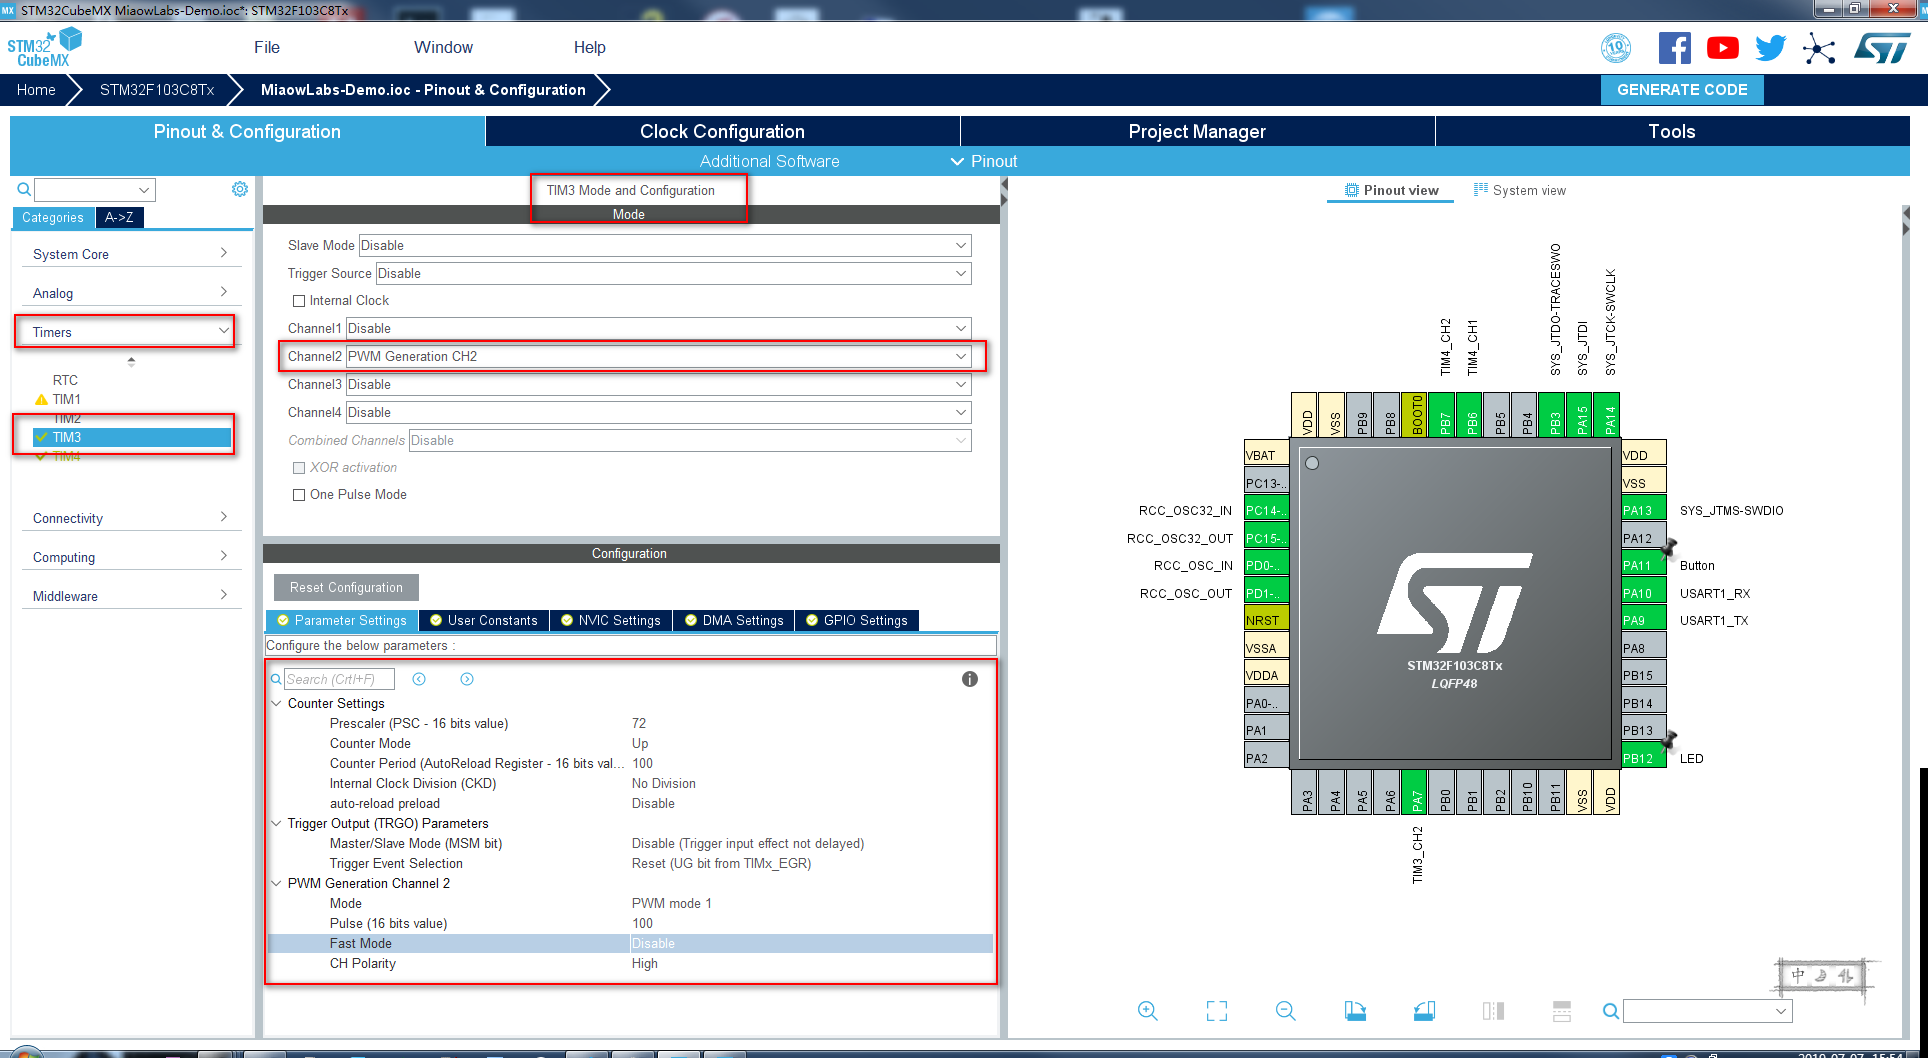 MX STM32CubeMX MiaowLabs-Demo.ioc*: STM32F103C8Tx
STM32 CubeMX
File Window Help
10
Home STM32F103C8Tx MiaowLabs-Demo.ioc - Pinout & Configuration GENERATE CODE
Pinout & Configuration Clock Configuration Project Manager Tools
Additional Software Pinout
Categories A->Z
System Core
Analog
Timers
RTC
TIM1
TIM2
TIM3
TIM4
Connectivity
Computing
Middleware
TIM3 Mode and Configuration
Mode
Slave Mode Disable
Trigger Source Disable
Internal Clock
Channel1 Disable
Channel2 PWM Generation CH2
Channel3 Disable
Channel4 Disable
Combined Channels Disable
XOR activation
One Pulse Mode
Configuration
Reset Configuration
Parameter Settings User Constants NVIC Settings DMA Settings GPIO Settings
Configure the below parameters :
Search (Crtl+F)
Counter Settings
Prescaler (PSC - 16 bits value) 72
Counter Mode Up
Counter Period (AutoReload Register - 16 bits val... 100
Internal Clock Division (CKD) No Division
auto-reload preload Disable
Trigger Output (TRGO) Parameters
Master/Slave Mode (MSM bit) Disable (Trigger input effect not delayed)
Trigger Event Selection Reset (UG bit from TIMx_EGR)
PWM Generation Channel 2
Mode PWM mode 1
Pulse (16 bits value) 100
Fast Mode Disable
CH Polarity High
Pinout view System view
TIM4_CH2
TIM4_CH1
SYS_JTDO-TRACESWO
SYS_JTDI
SYS_JTCK-SWCLK
VDD VSS PB9 PB8 BOOT0 PB7 PB6 PB5 PB4 PB3 PA15 PA14
VBAT VDD
PC13-.. VSS
RCC_OSC32_IN PC14-.. PA13 SYS_JTMS-SWDIO
RCC_OSC32_OUT PC15-.. PA12
RCC_OSC_IN PD0-.. PA11 Button
RCC_OSC_OUT PD1-.. PA10 USART1_RX
NRST PA9 USART1_TX
VSSA PA8
VDDA PB15
PA0-.. PB14
PA1 PB13
PA2 PB12 LED
ST
STM32F103C8Tx
LQFP48
PA3 PA4 PA5 PA6 PA7 PB0 PB1 PB2 PB10 PB11 VSS VDD
TIM3_CH2
中
2019-07-07 15:54